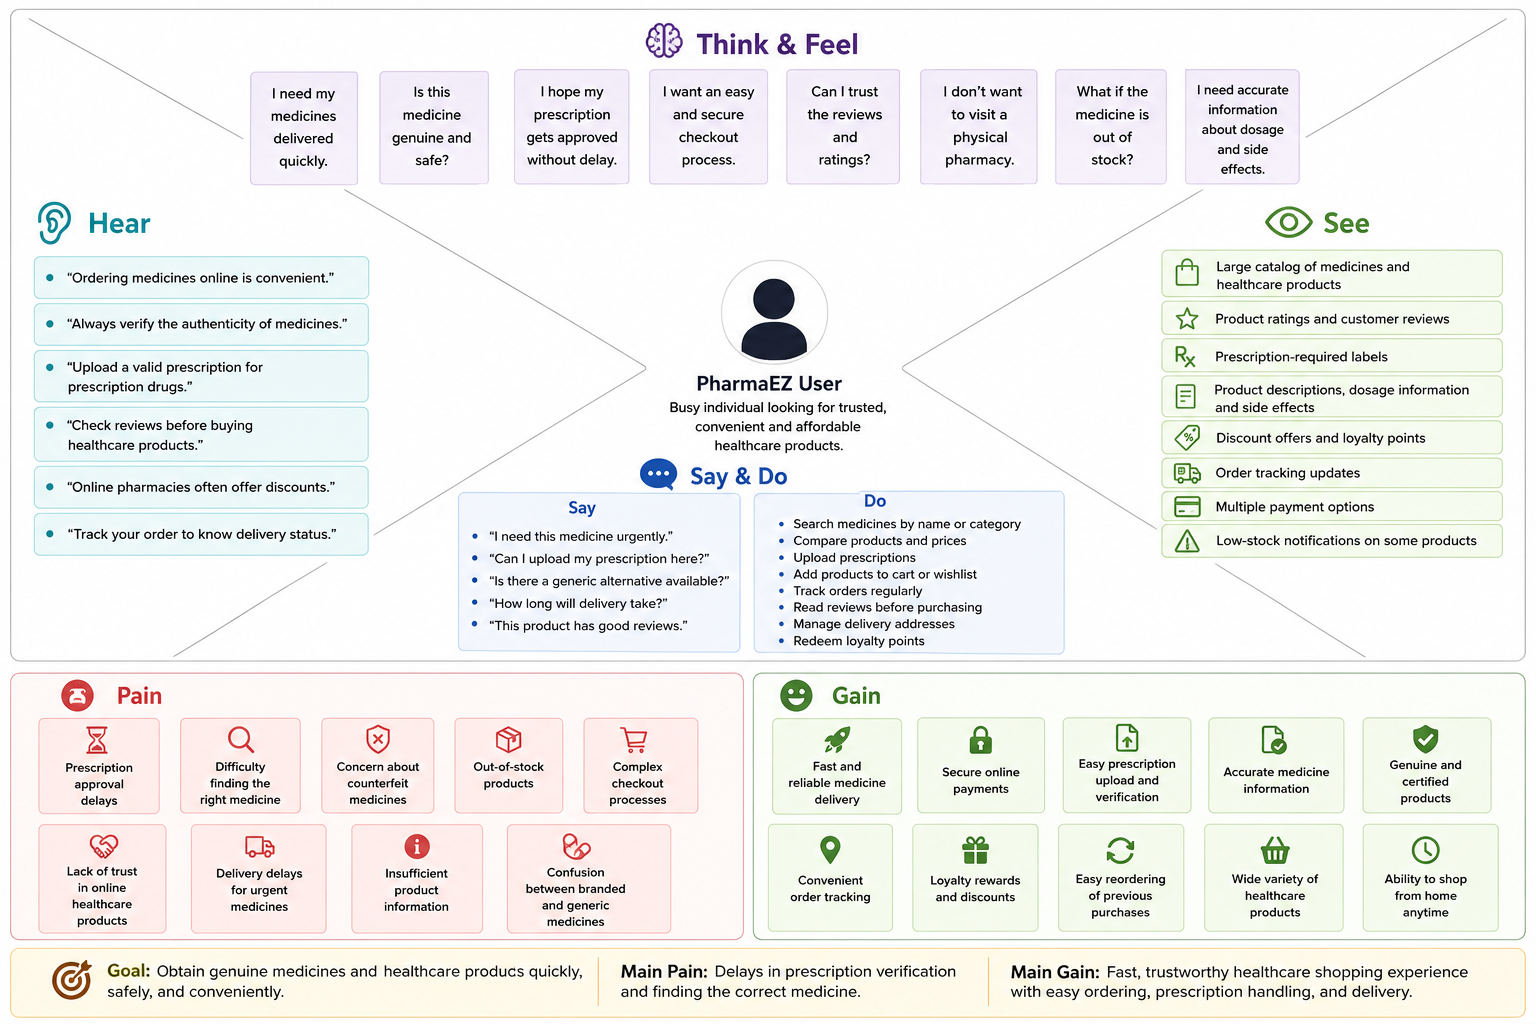 Think & Feel
I need my
medicines
delivered
quickly.
Is this
medicine
genuine and
safe?
I hope my
prescription
gets approved
without delay.
I want an easy
and secure
checkout
process.
Can I trust
the reviews
and
ratings?
I don't want
to visit a
physical
pharmacy.
What if the
medicine is
out of
stock?
I need accurate
information
about dosage
and side
effects.
Hear
“Ordering medicines online is convenient.”
“Always verify the authenticity of medicines.”
“Upload a valid prescription for
prescription drugs.”
“Check reviews before buying
healthcare products.”
“Online pharmacies often offer discounts.”
“Track your order to know delivery status.”
See
Large catalog of medicines and
healthcare products
Product ratings and customer reviews
Rx
Prescription-required labels
Product descriptions, dosage information
and side effects
%
Discount offers and loyalty points
Order tracking updates
Multiple payment options
Low-stock notifications on some products
PharmaEZ User
Busy individual looking for trusted,
convenient and affordable
healthcare products.
Say & Do
Say
“I need this medicine urgently.”
“Can I upload my prescription here?”
“Is there a generic alternative available?”
“How long will delivery take?”
“This product has good reviews.”
Do
Search medicines by name or category
Compare products and prices
Upload prescriptions
Add products to cart or wishlist
Track orders regularly
Read reviews before purchasing
Manage delivery addresses
Redeem loyalty points
Pain
Prescription
approval
delays
Difficulty
finding the
right medicine
Concern about
counterfeit
medicines
Out-of-stock
products
Complex
checkout
processes
Lack of trust
in online
healthcare
products
Delivery delays
for urgent
medicines
Insufficient
product
information
Confusion
between branded
and generic
medicines
Gain
Fast and
reliable medicine
delivery
Secure online
payments
Easy prescription
upload and
verification
Accurate medicine
information
Genuine and
certified
products
Convenient
order tracking
Loyalty rewards
and discounts
Easy reordering
of previous
purchases
Wide variety of
healthcare
products
Ability to shop
from home
anytime
Goal: Obtain genuine medicines and healthcare producs quickly,
safely, and conveniently.
Main Pain: Delays in prescription verification
and finding the correct medicine.
Main Gain: Fast, trustworthy healthcare shopping experience
with easy ordering, prescription handling, and delivery.